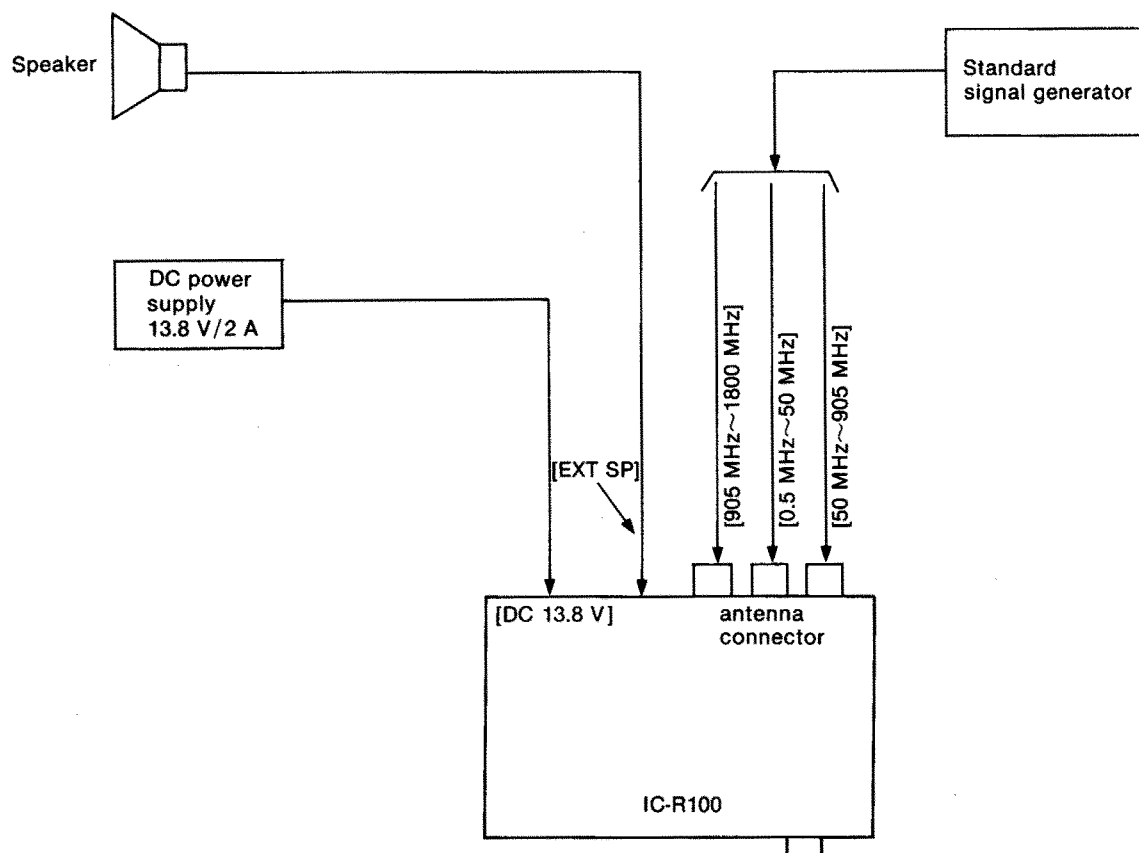 Speaker
Standard
signal generator
DC power
supply
13.8 V/2 A
[EXT SP]
[905 MHz~1800 MHz]
[0.5 MHz~50 MHz]
[50 MHz~905 MHz]
[DC 13.8 V]
antenna
connector
IC-R100